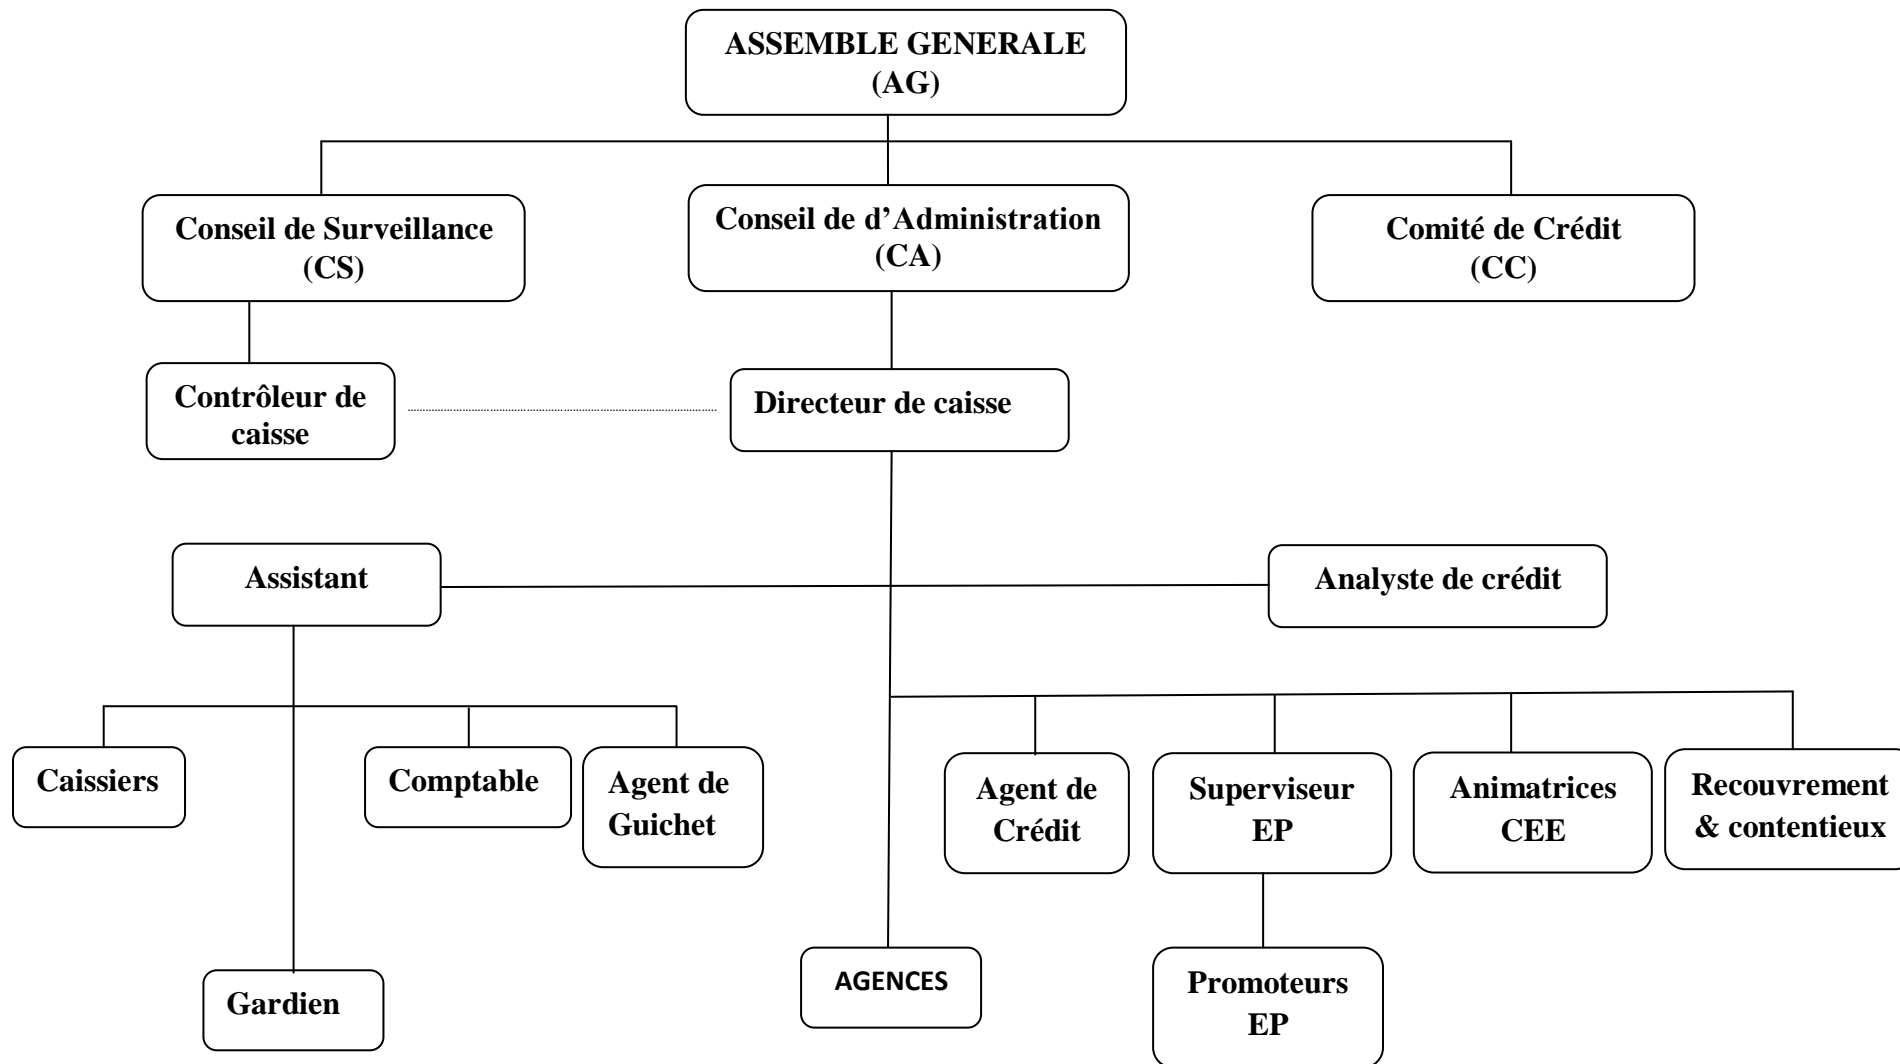 ASSEMBLE GENERALE
(AG)
Conseil de Surveillance
(CS)
Conseil de d’Administration
(CA)
Comité de Crédit
(CC)
Contrôleur de
caisse
Directeur de caisse
Assistant
Analyste de crédit
Caissiers
Comptable
Agent de
Guichet
Agent de
Crédit
Superviseur
EP
Animatrices
CEE
Recouvrement
& contentieux
Gardien
AGENCES
Promoteurs
EP